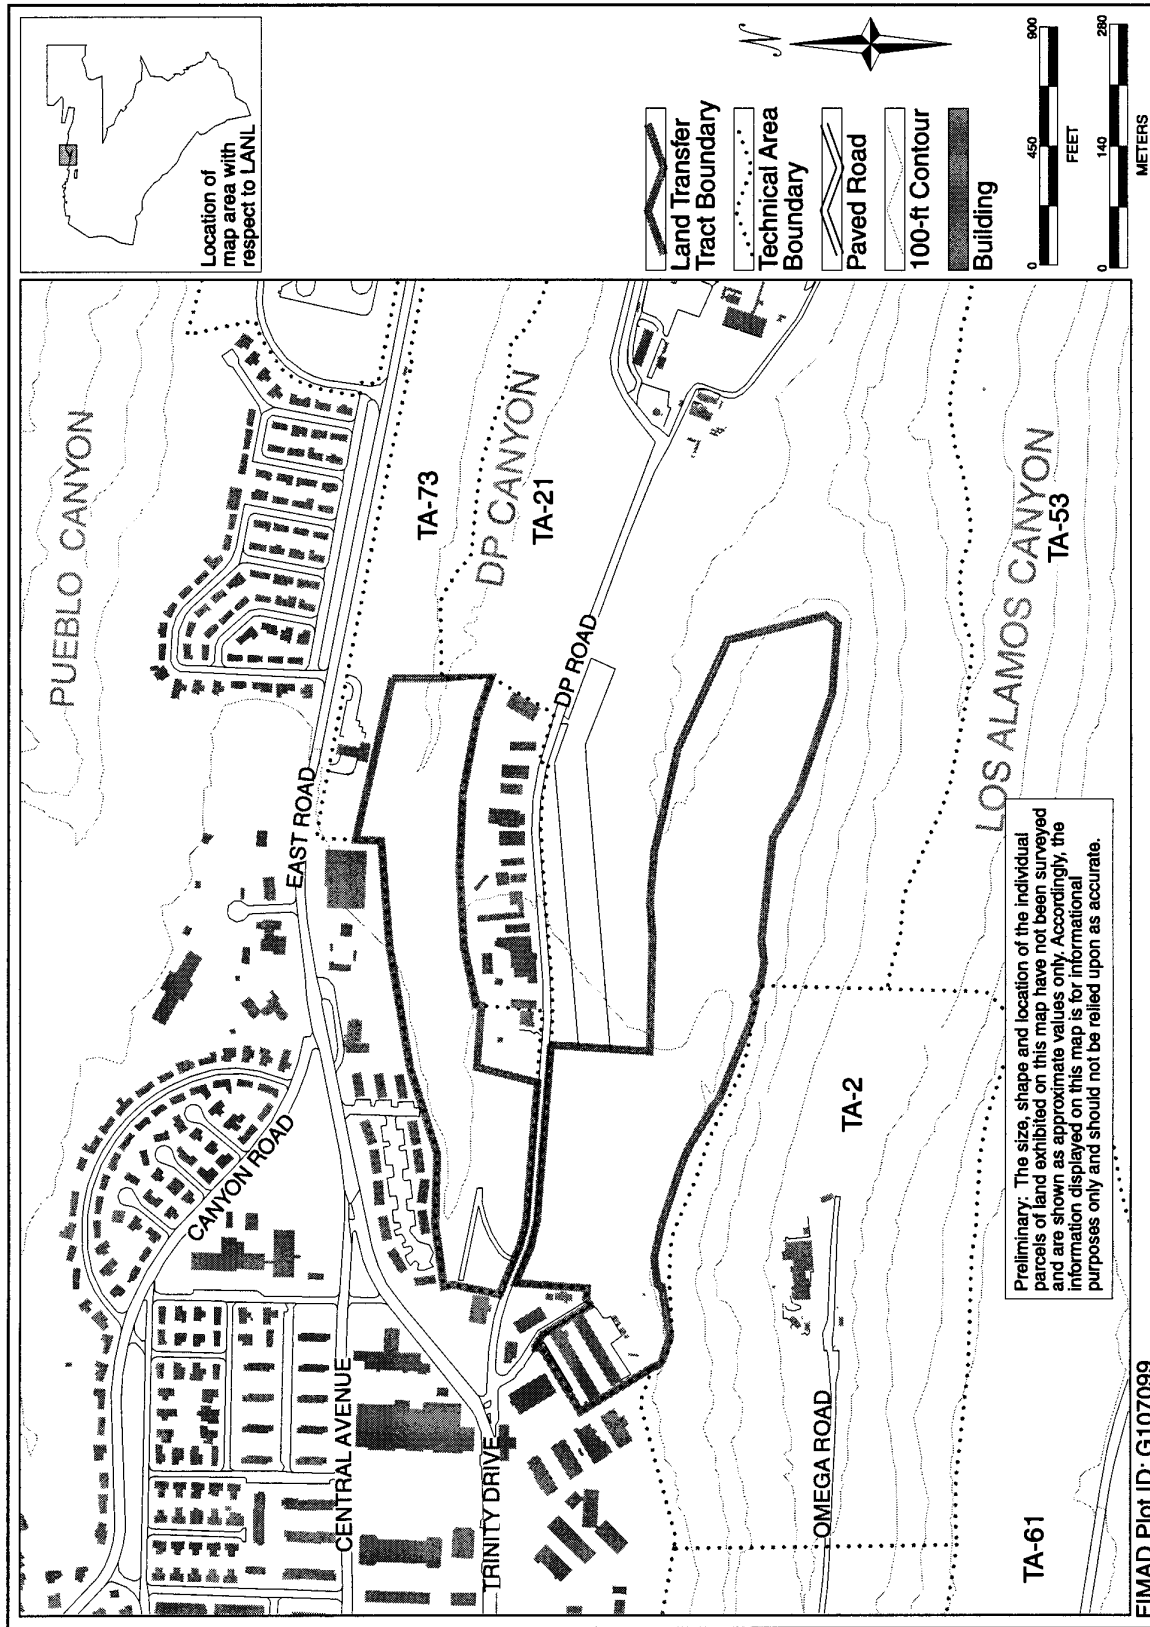 PUEBLO CANYON
EAST ROAD
CANYON ROAD
TA-73
DP CANYON
TA-21
DP ROAD
CENTRAL AVENUE
TRINITY DRIVE
TA-2
OMEGA ROAD
LOS ALAMOS CANYON
TA-53
TA-61
Preliminary: The size, shape and location of the individual
parcels of land exhibited on this map have not been surveyed
and are shown as approximate values only. Accordingly, the
information displayed on this map is for informational
purposes only and should not be relied upon as accurate.
FIMAD Plot ID: G107099
Location of
map area with
respect to LANL
Land Transfer
Tract Boundary
Technical Area
Boundary
Paved Road
100-ft Contour
Building
N
0 450 900
FEET
0 140 280
METERS